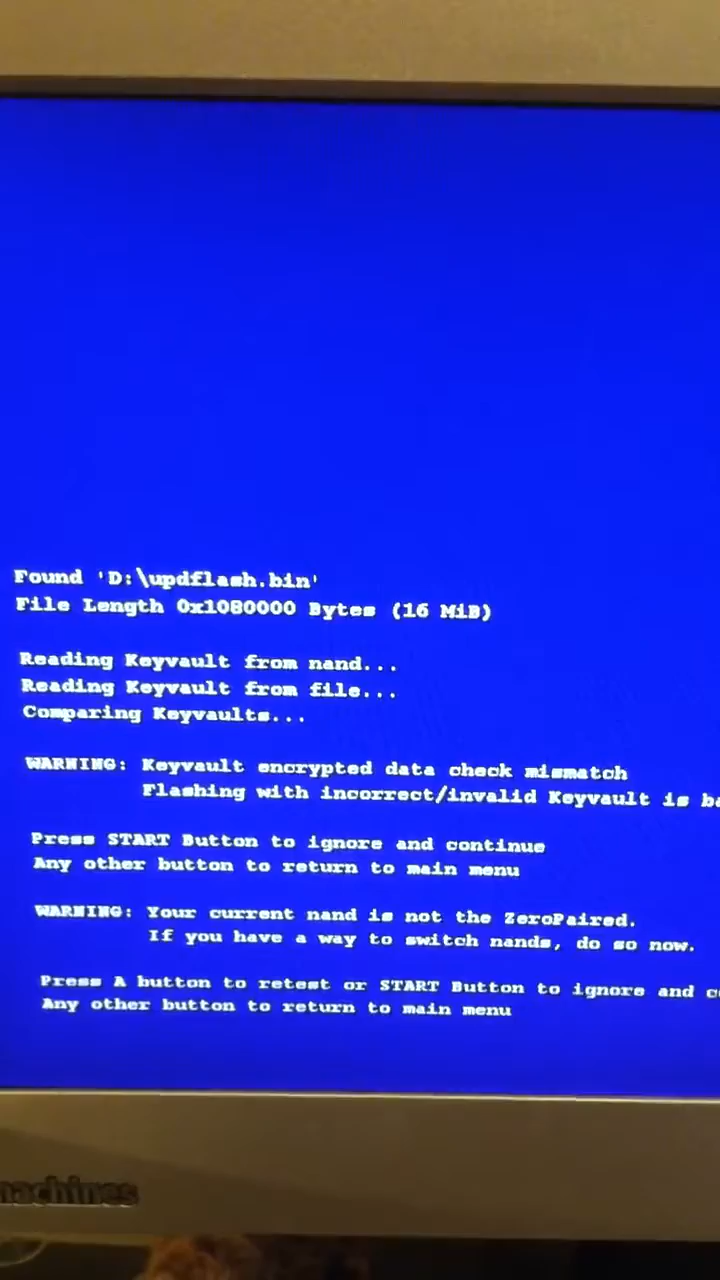 Found 'D:\updflash.bin'
File Length 0x1080000 Bytes (16 MiB)
Reading Keyvault from nand...
Reading Keyvault from file...
Comparing Keyvaults...
WARNING: Keyvault encrypted data check mismatch
Flashing with incorrect/invalid Keyvault is
Press START Button to ignore and continue
Any other button to return to main menu
WARNING: Your current nand is not the ZeroPaired.
If you have a way to switch nands, do so now.
Press A button to retest or START Button to ignore and
Any other button to return to main menu
machines